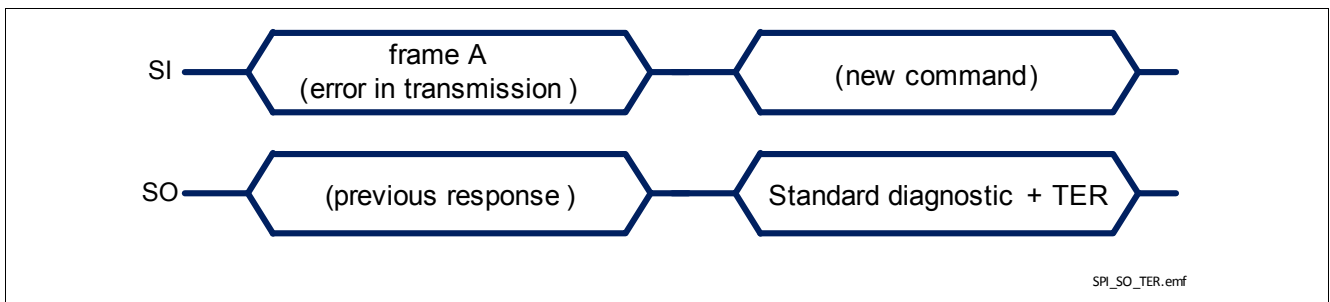 SI
frame A
(error in transmission )
(new command)
SO
(previous response )
Standard diagnostic + TER
SPI_SO_TER.emf